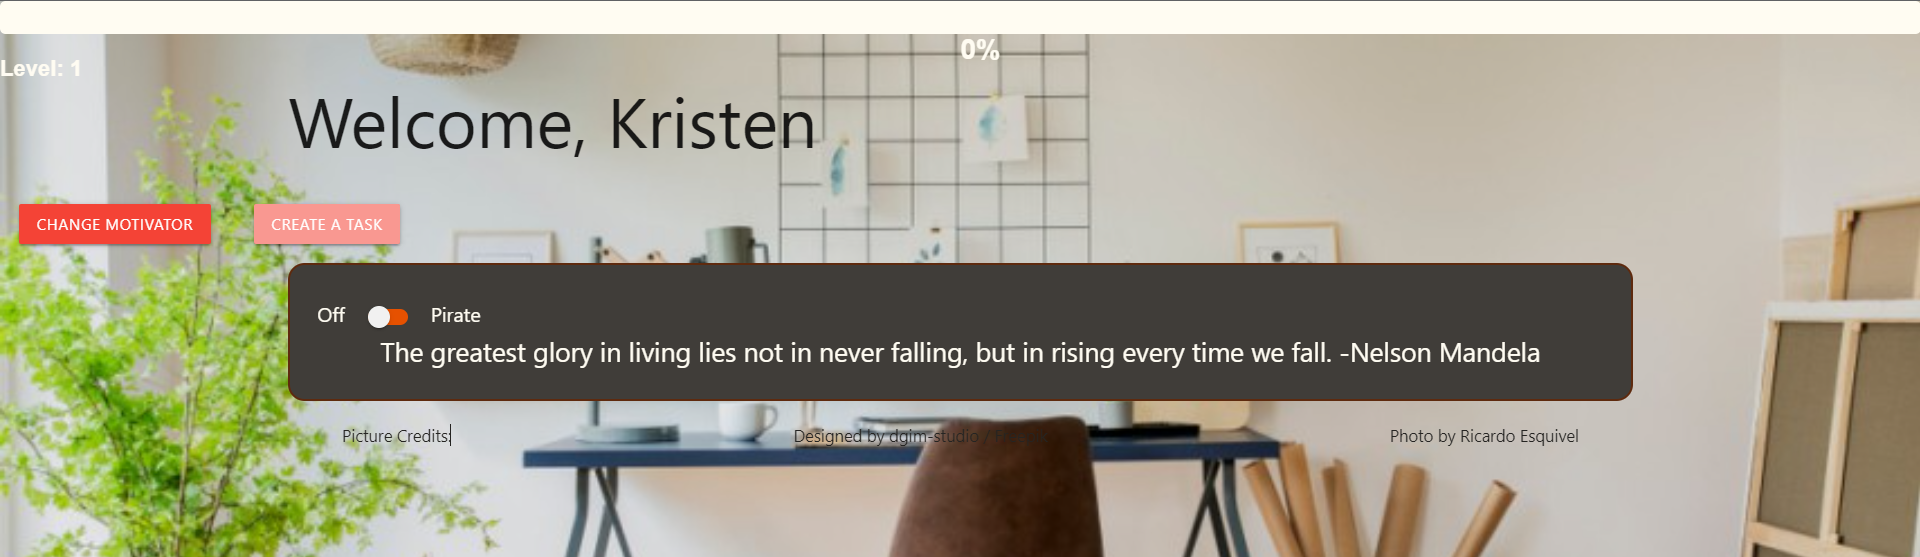 0%
Level: 1
Welcome, Kristen
CHANGE MOTIVATOR
CREATE A TASK
Off Pirate
The greatest glory in living lies not in never falling, but in rising every time we fall. -Nelson Mandela
Picture Credits:
Designed by dgim-studio /
Photo by Ricardo Esquivel